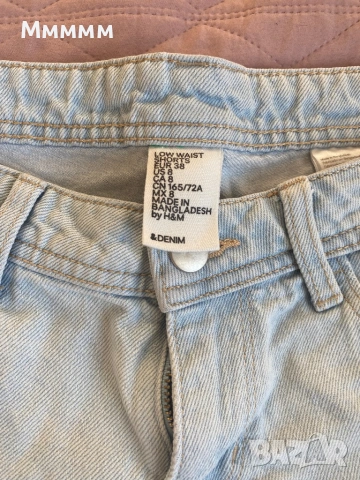 Mmmmm
LOW WAIST
SHORTS
EUR 38
US 8
CA 8
CN 165/72A
MX 8
MADE IN
BANGLADESH
by H&M
&DENIM
BAZAR